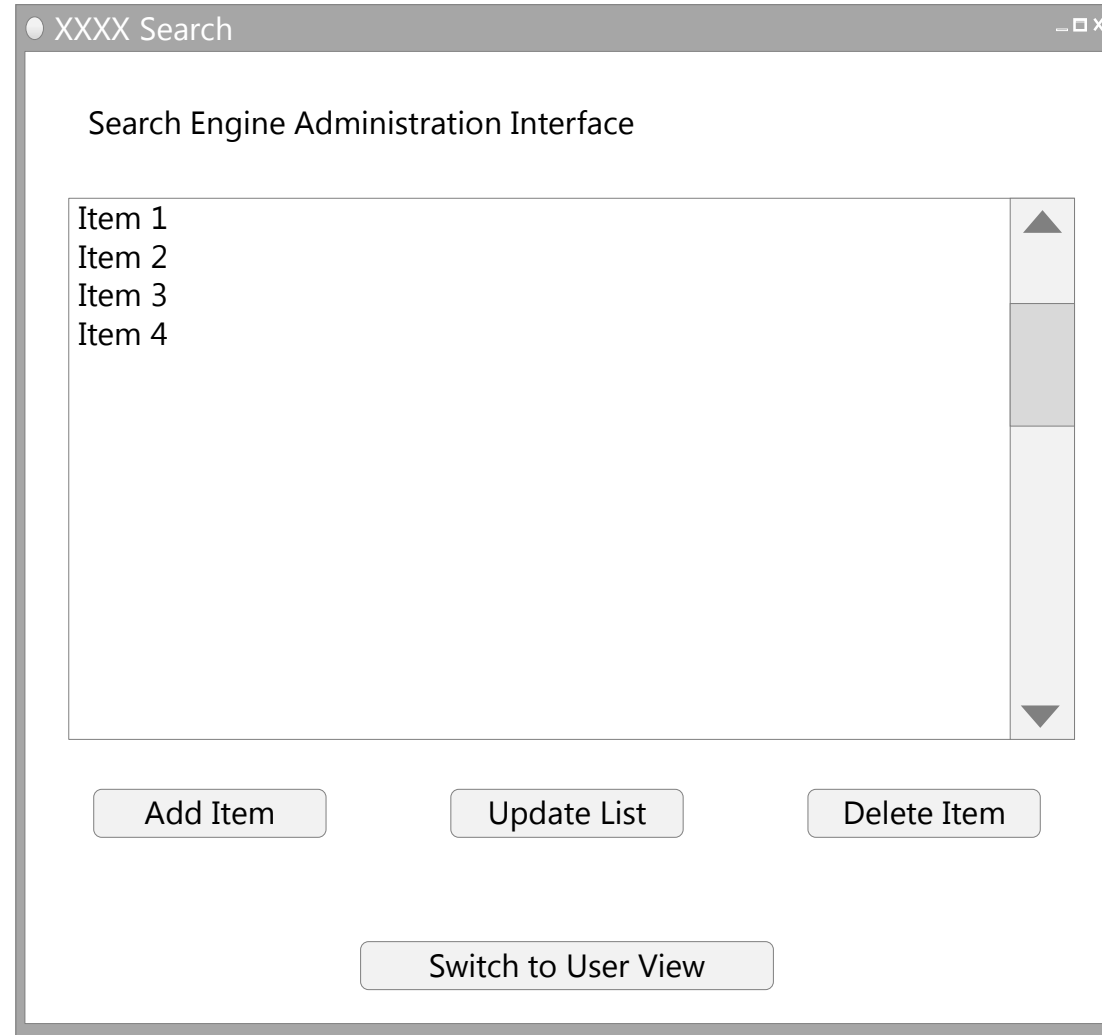 XXXX Search
Search Engine Administration Interface
Item 1
Item 2
Item 3
Item 4
Add Item
Update List
Delete Item
Switch to User View